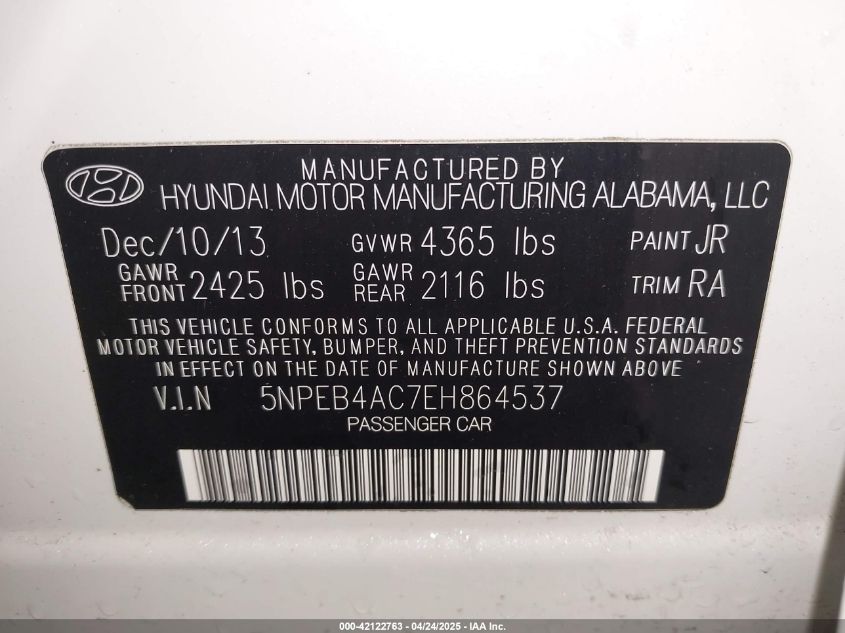 MANUFACTURED BY
HYUNDAI MOTOR MANUFACTURING ALABAMA, LLC
Dec/10/13 GVWR 4365 lbs PAINT JR
GAWR FRONT 2425 lbs GAWR REAR 2116 lbs TRIM RA
THIS VEHICLE CONFORMS TO ALL APPLICABLE U.S.A. FEDERAL
MOTOR VEHICLE SAFETY, BUMPER, AND THEFT PREVENTION STANDARDS
IN EFFECT ON THE DATE OF MANUFACTURE SHOWN ABOVE
V.I.N 5NPEB4AC7EH864537
PASSENGER CAR
000-42122763 - 04/24/2025 - IAA Inc.